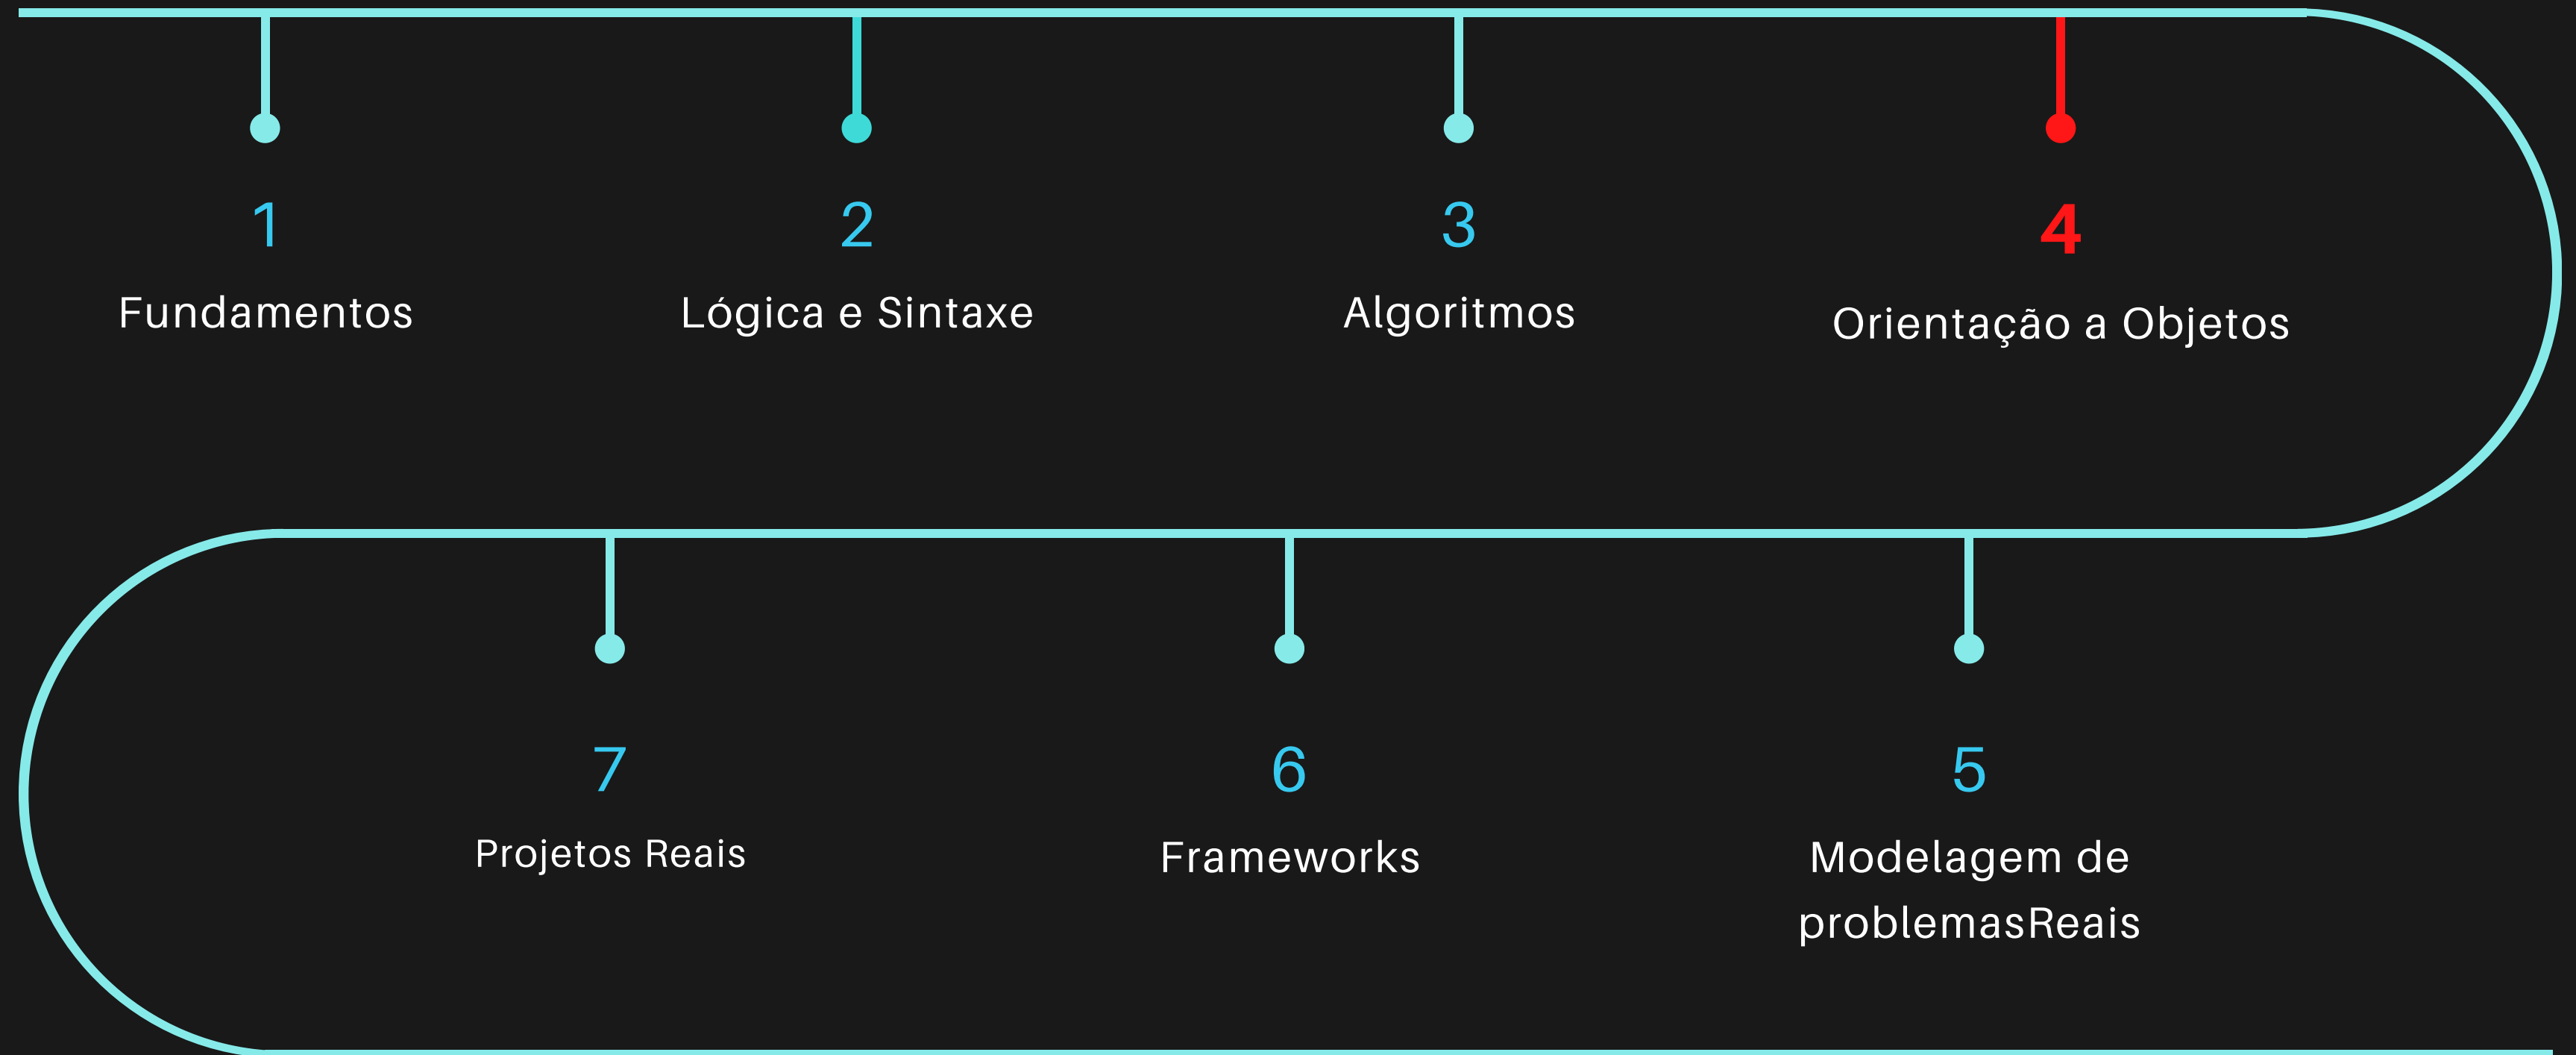 1
Fundamentos
2
Lógica e Sintaxe
3
Algoritmos
4
Orientação a Objetos
5
Modelagem de
problemasReais
6
Frameworks
7
Projetos Reais